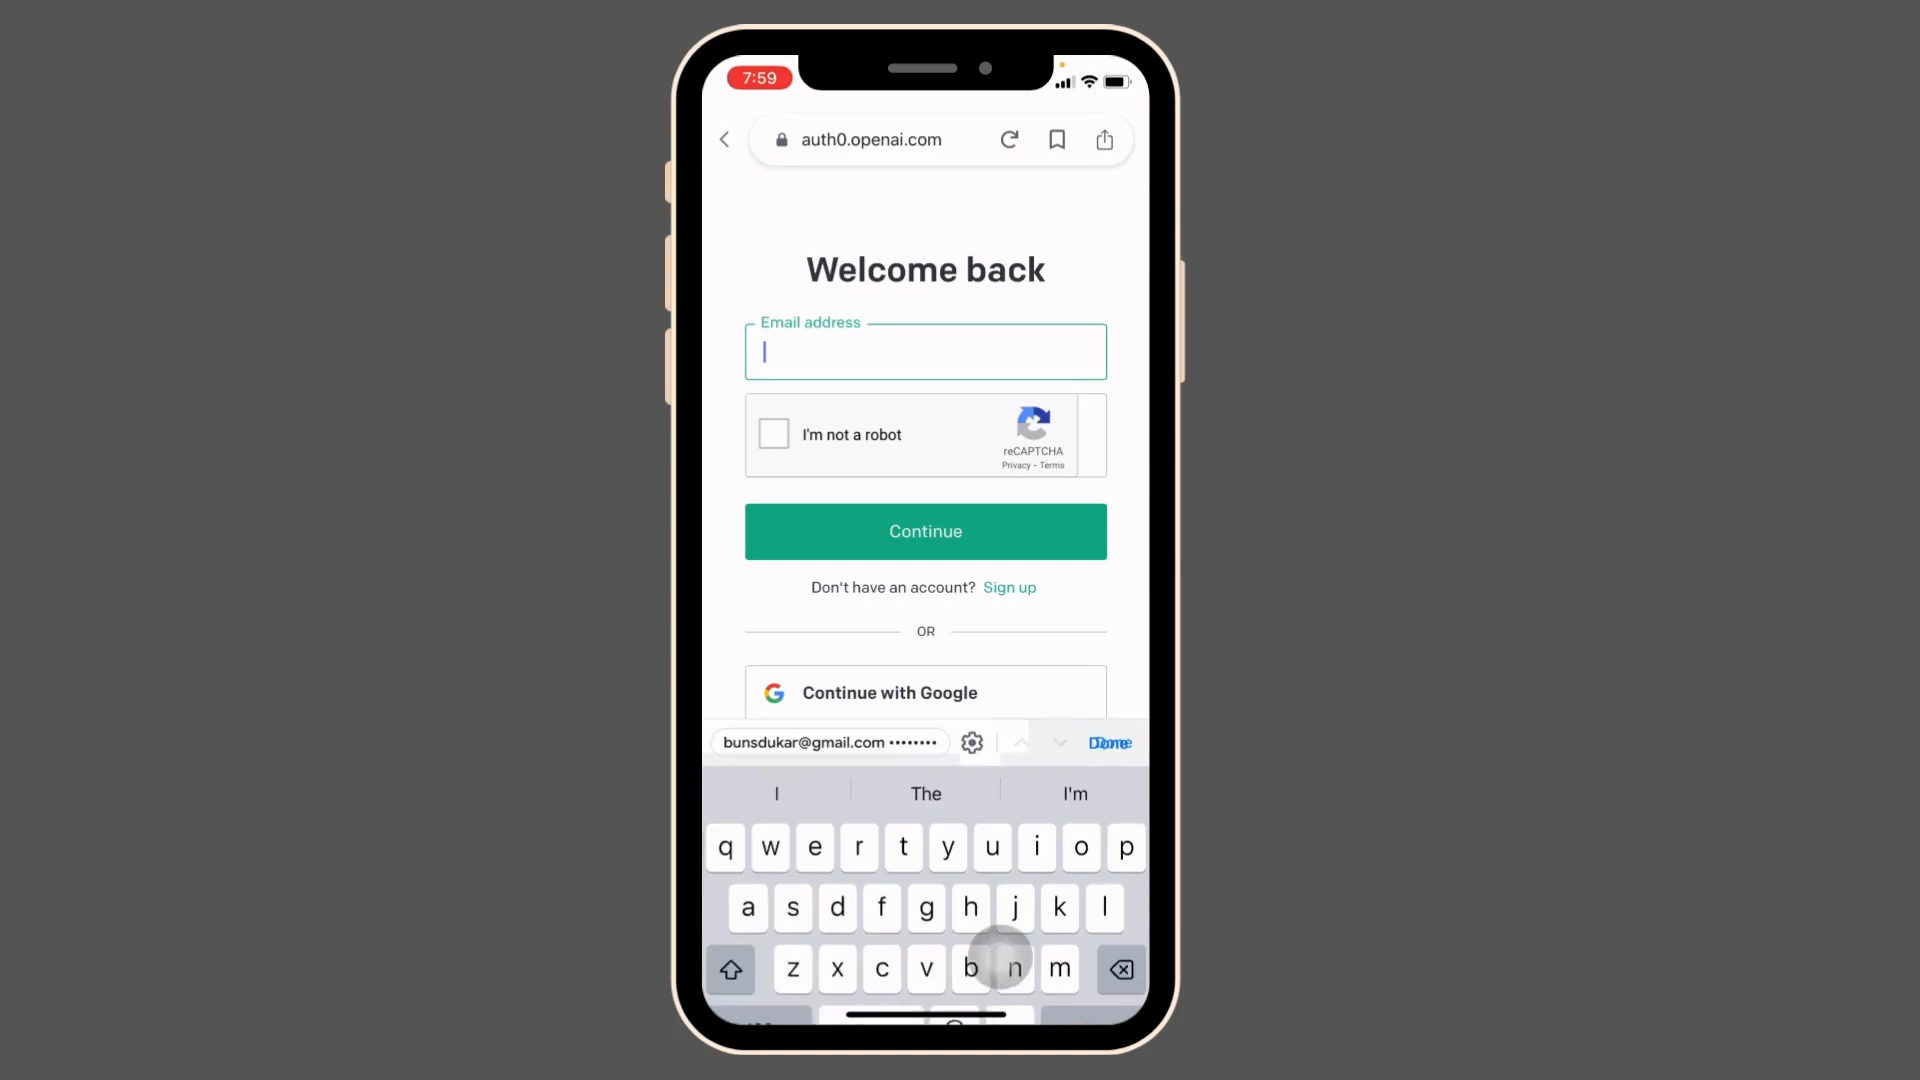 7:59
auth0.openai.com
Welcome back
Email address
I'm not a robot
reCAPTCHA
Privacy - Terms
Continue
Don't have an account? Sign up
OR
Continue with Google
bunsdukar@gmail.com •••••••• Done
I The I'm
q w e r t y u i o p
a s d f g h j k l
z x c v b n m